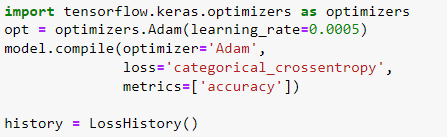 import tensorflow.keras.optimizers as optimizers
opt = optimizers.Adam(learning_rate=0.0005)
model.compile(optimizer='Adam',
              loss='categorical_crossentropy',
              metrics=['accuracy'])

history = LossHistory()